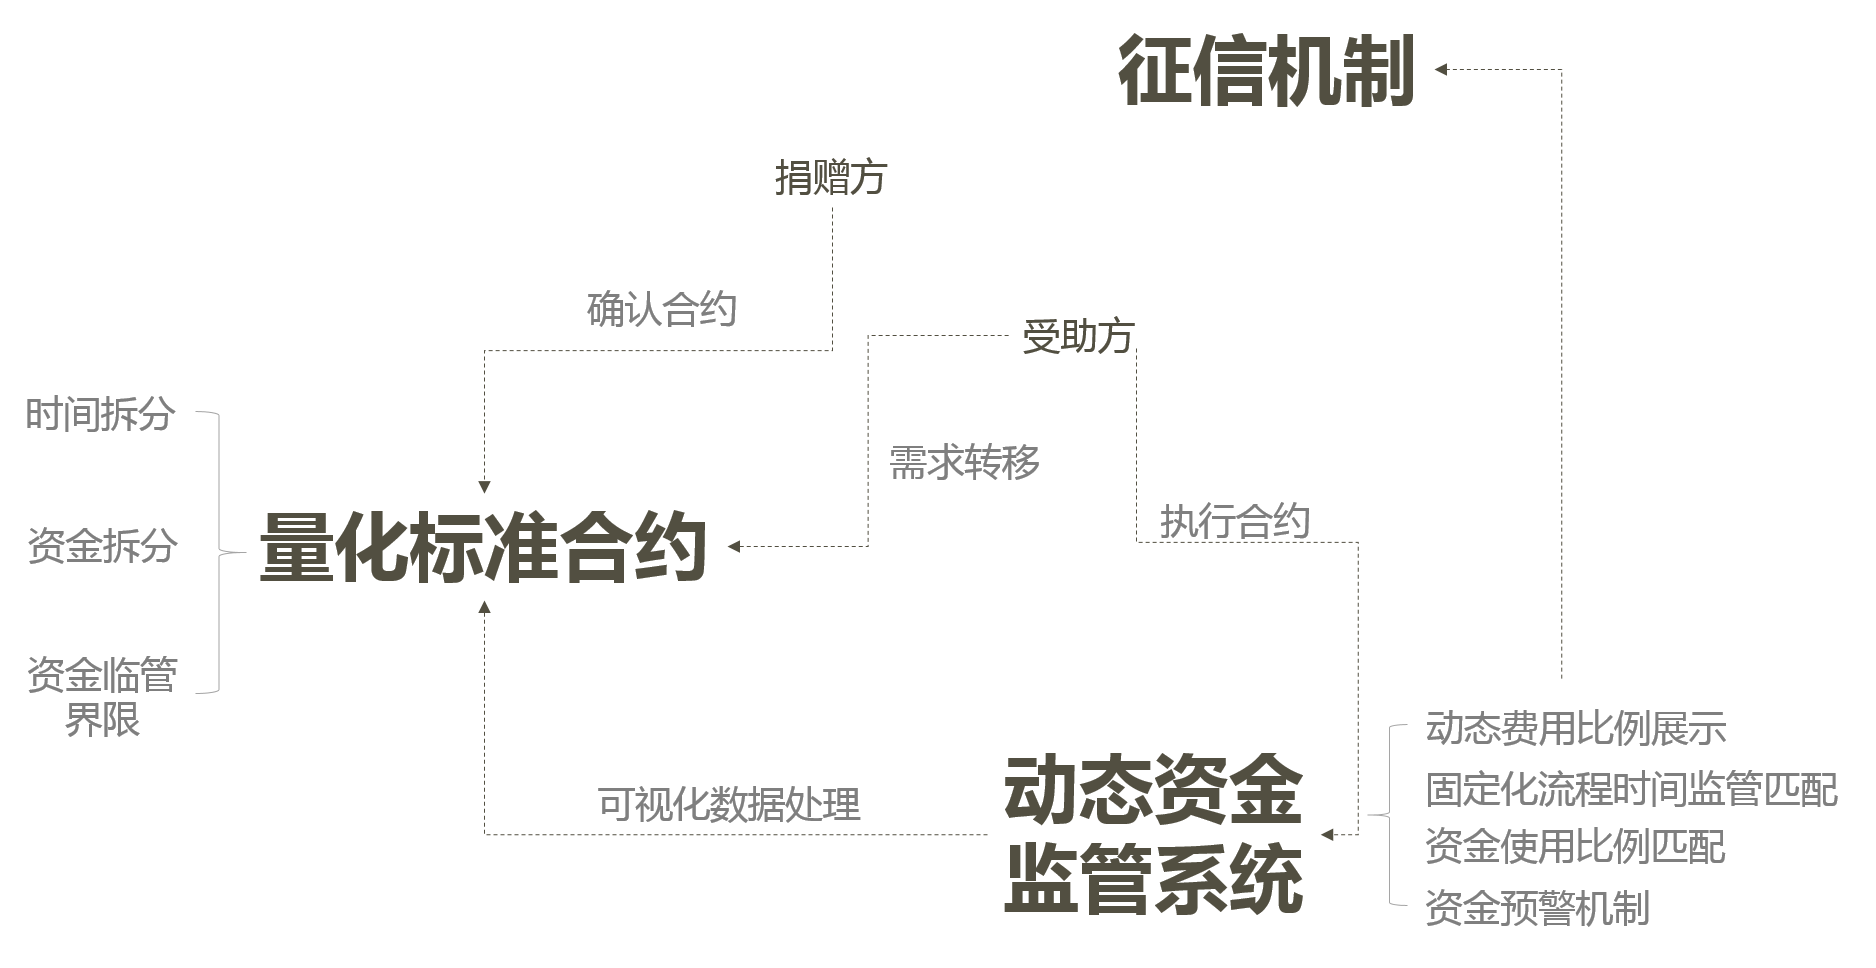 征信机制
捐赠方
确认合约
受助方
时间拆分
需求转移
执行合约
资金拆分
量化标准合约
资金临管
界限
可视化数据处理
动态资金
监管系统
动态费用比例展示
固定化流程时间监管匹配
资金使用比例匹配
资金预警机制